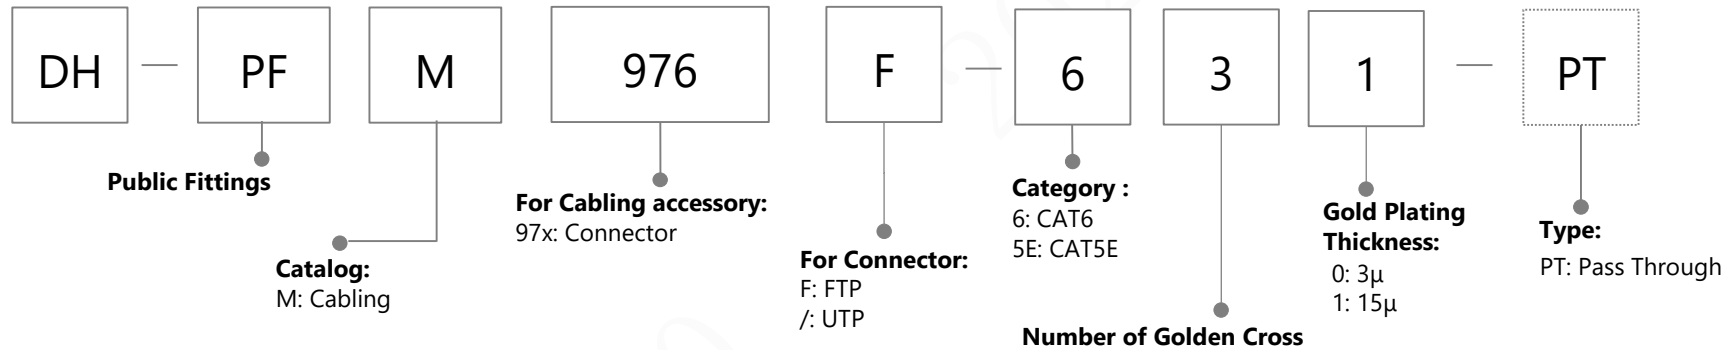 DH — PF M 976 F — 6 3 1 — PT
Public Fittings
Catalog:
M: Cabling
For Cabling accessory:
97x: Connector
For Connector:
F: FTP
/: UTP
Category :
6: CAT6
5E: CAT5E
Number of Golden Cross
Gold Plating
Thickness:
0: 3μ
1: 15μ
Type:
PT: Pass Through